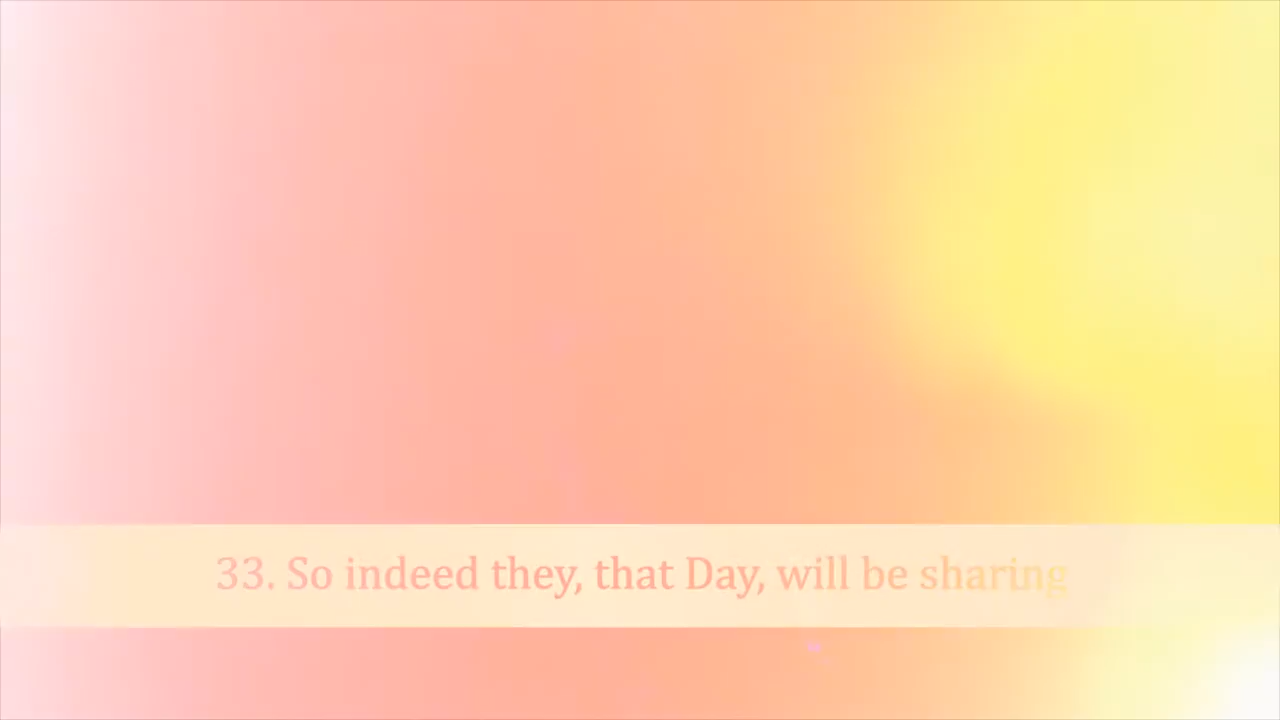 33. So indeed they, that Day, will be sharing